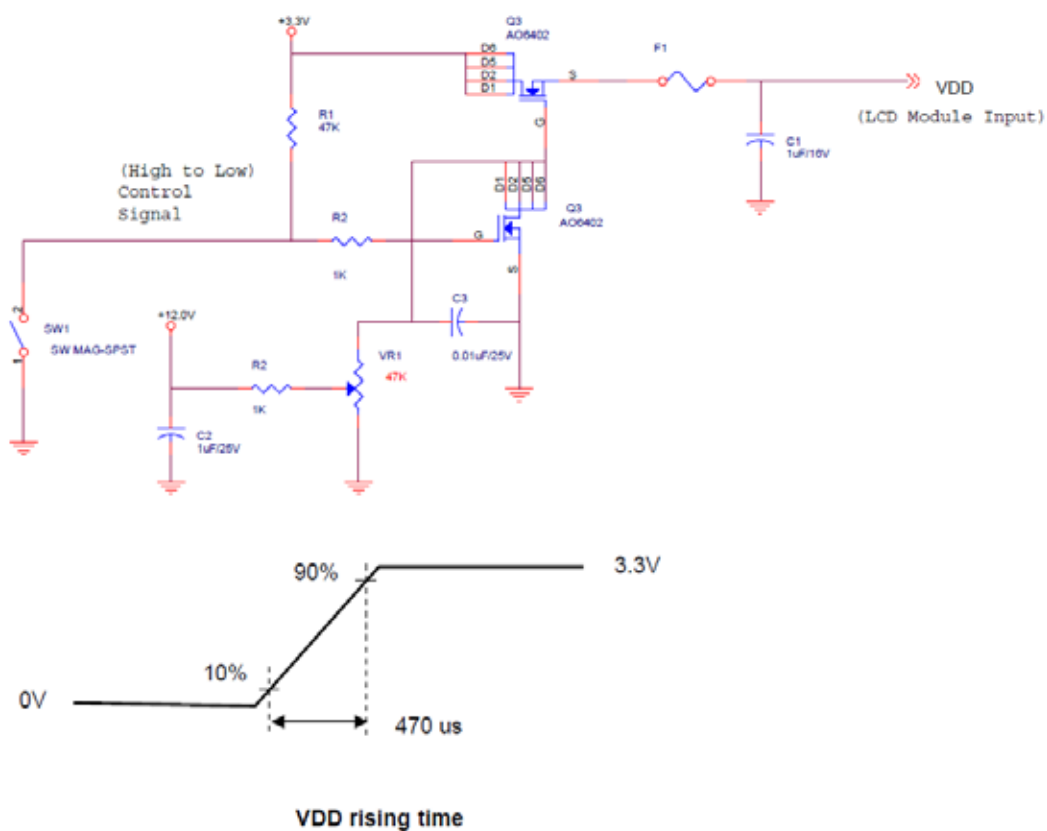 +3.3V
Q3
AO6402
D6
D5
D2
D1
S
G
F1
VDD
(LCD Module Input)
R1
47K
C1
1uF/16V
(High to Low)
Control
Signal
D1
D2
D5
D6
Q3
AO6402
R2
1K
G
S
2
1
SW1
SW MAG-SPST
+12.0V
C3
0.01uF/25V
VR1
47K
R2
1K
C2
1uF/25V
90%
3.3V
10%
0V
470 us
VDD rising time